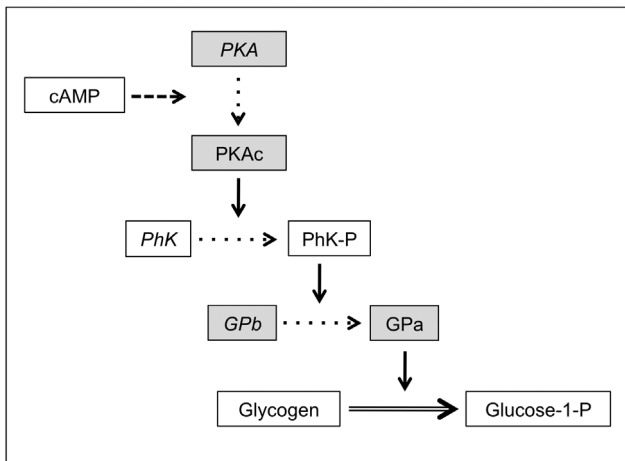 PKA
cAMP
PKAc
PhK
PhK-P
GPb
GPa
Glycogen
Glucose-1-P